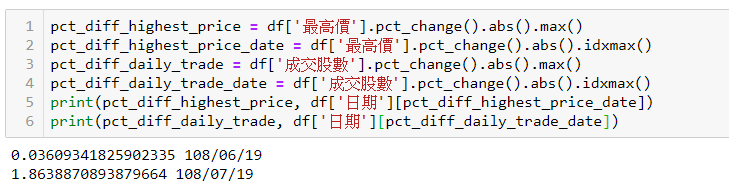 1 pct_diff_highest_price = df['最高價'].pct_change().abs().max()
2 pct_diff_highest_price_date = df['最高價'].pct_change().abs().idxmax()
3 pct_diff_daily_trade = df['成交股數'].pct_change().abs().max()
4 pct_diff_daily_trade_date = df['成交股數'].pct_change().abs().idxmax()
5 print(pct_diff_highest_price, df['日期'][pct_diff_highest_price_date])
6 print(pct_diff_daily_trade, df['日期'][pct_diff_daily_trade_date])
0.03609341825902335 108/06/19
1.8638870893879664 108/07/19